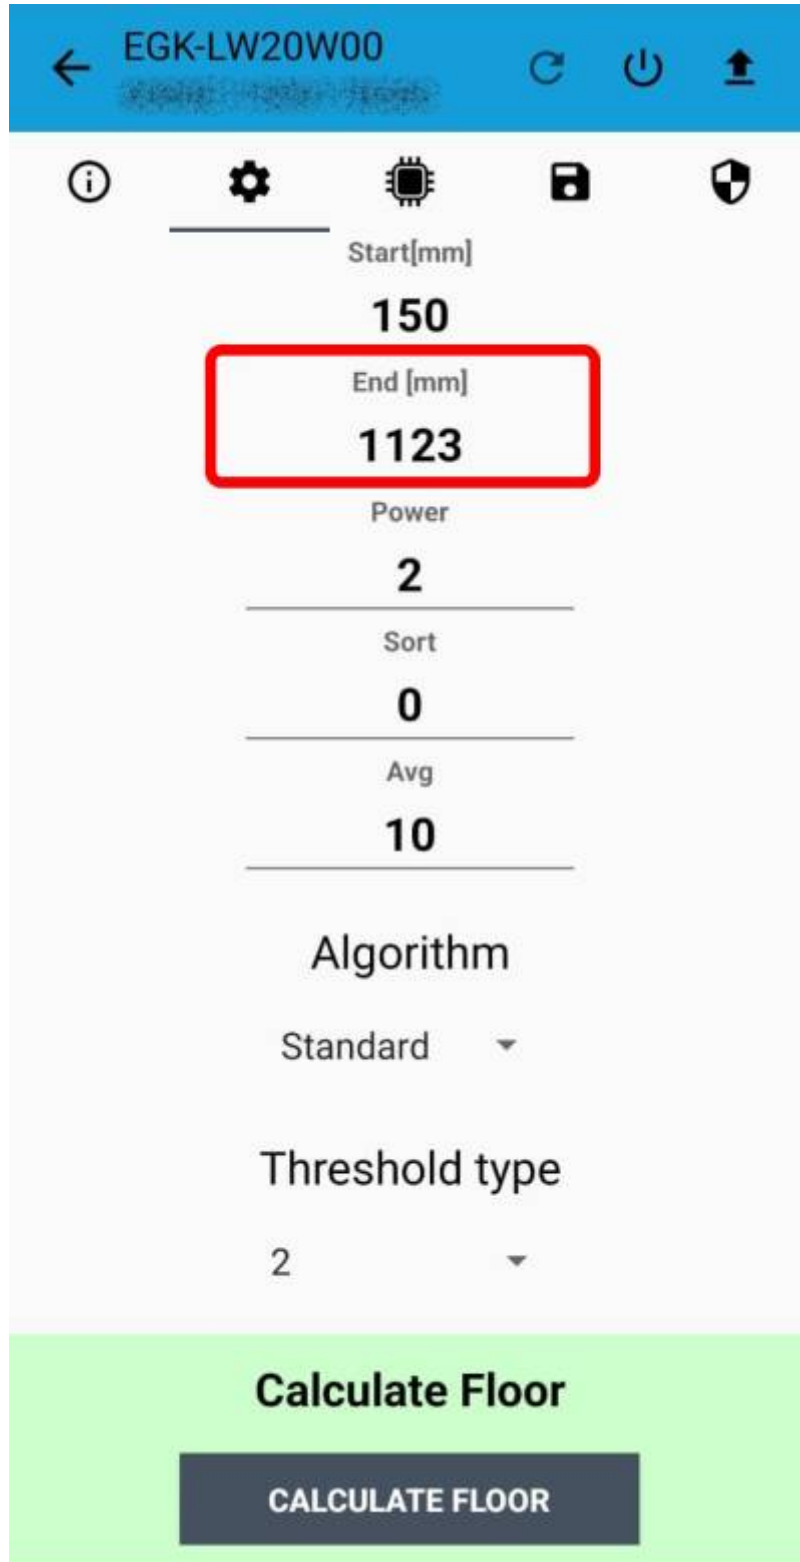 EGK-LW20W00
Start[mm]
150
End [mm]
1123
Power
2
Sort
0
Avg
10
Algorithm
Standard
Threshold type
2
Calculate Floor
CALCULATE FLOOR